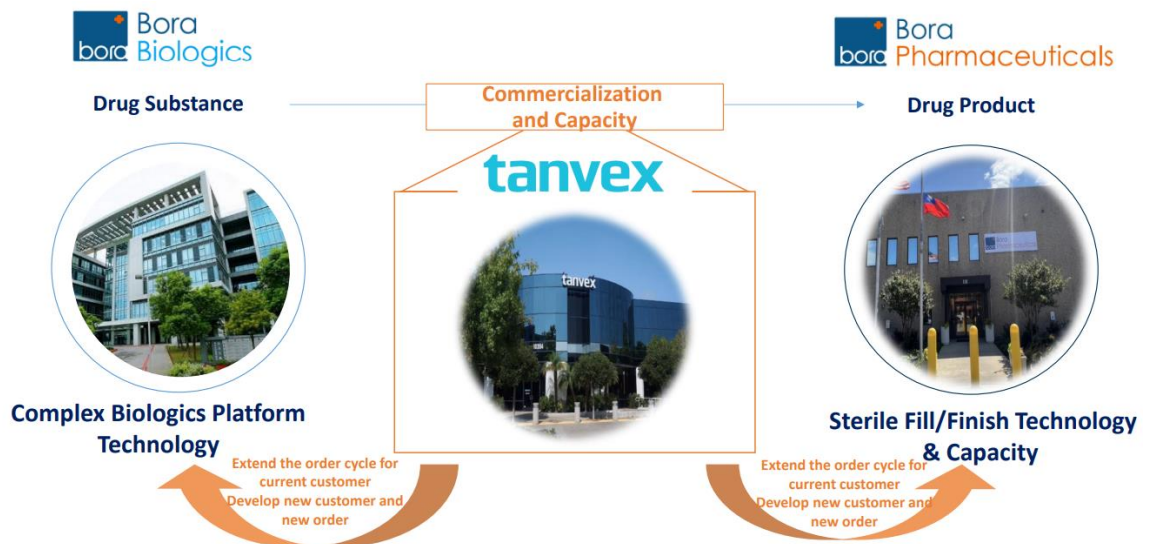 bora
Bora
Biologics
bora
Bora
Pharmaceuticals
Drug Substance
Commercialization
and Capacity
Drug Product
tanvex
tanvex
Complex Biologics Platform
Technology
Sterile Fill/Finish Technology
& Capacity
Extend the order cycle for
current customer
Develop new customer and
new order
Extend the order cycle for
current customer
Develop new customer and
new order